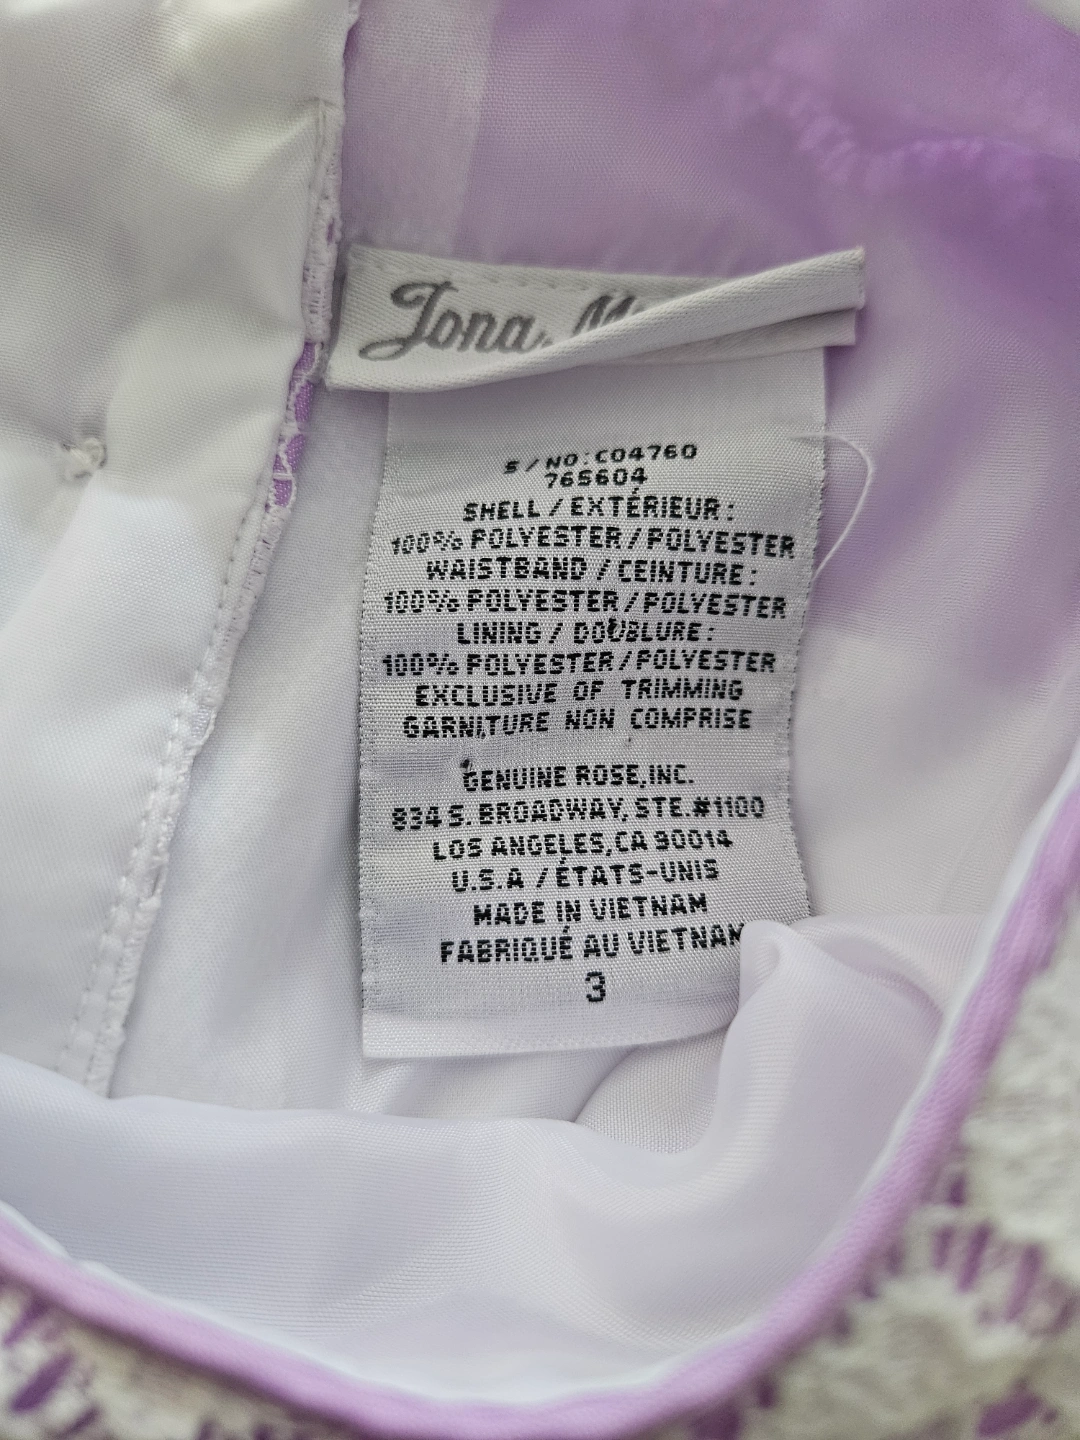 Jona
S/NO:C04760
765604
SHELL / EXTÉRIEUR :
100% POLYESTER / POLYESTER
WAISTBAND / CEINTURE :
100% POLYESTER / POLYESTER
LINING / DOUBLURE :
100% POLYESTER / POLYESTER
EXCLUSIVE OF TRIMMING
GARNITURE NON COMPRISE
GENUINE ROSE, INC.
834 S. BROADWAY, STE.#1100
LOS ANGELES, CA 90014
U.S.A / ÉTATS-UNIS
MADE IN VIETNAM
FABRIQUÉ AU VIETNAM
3